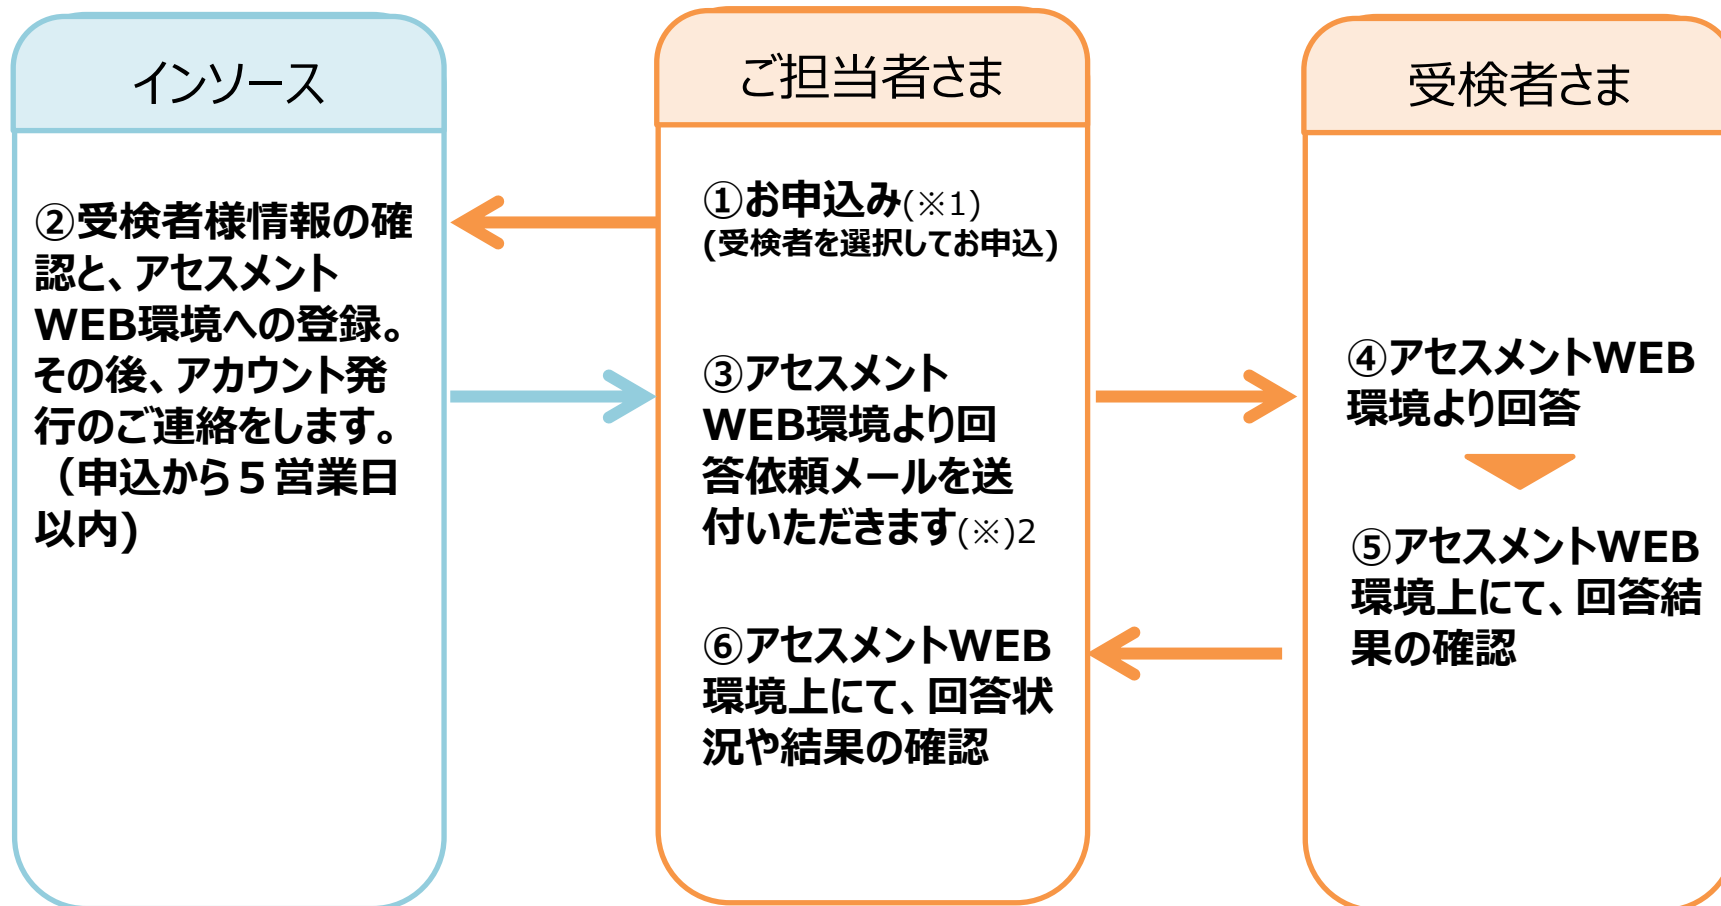 インソース
②受検者様情報の確
認と、アセスメント
WEB環境への登録。
その後、アカウント発
行のご連絡をします。
（申込から５営業日
以内)
ご担当者さま
①お申込み(※1)
(受検者を選択してお申込)
③アセスメント
WEB環境より回
答依頼メールを送
付いただきます(※)2
⑥アセスメントWEB
環境上にて、回答状
況や結果の確認
受検者さま
④アセスメントWEB
環境より回答
⑤アセスメントWEB
環境上にて、回答結
果の確認